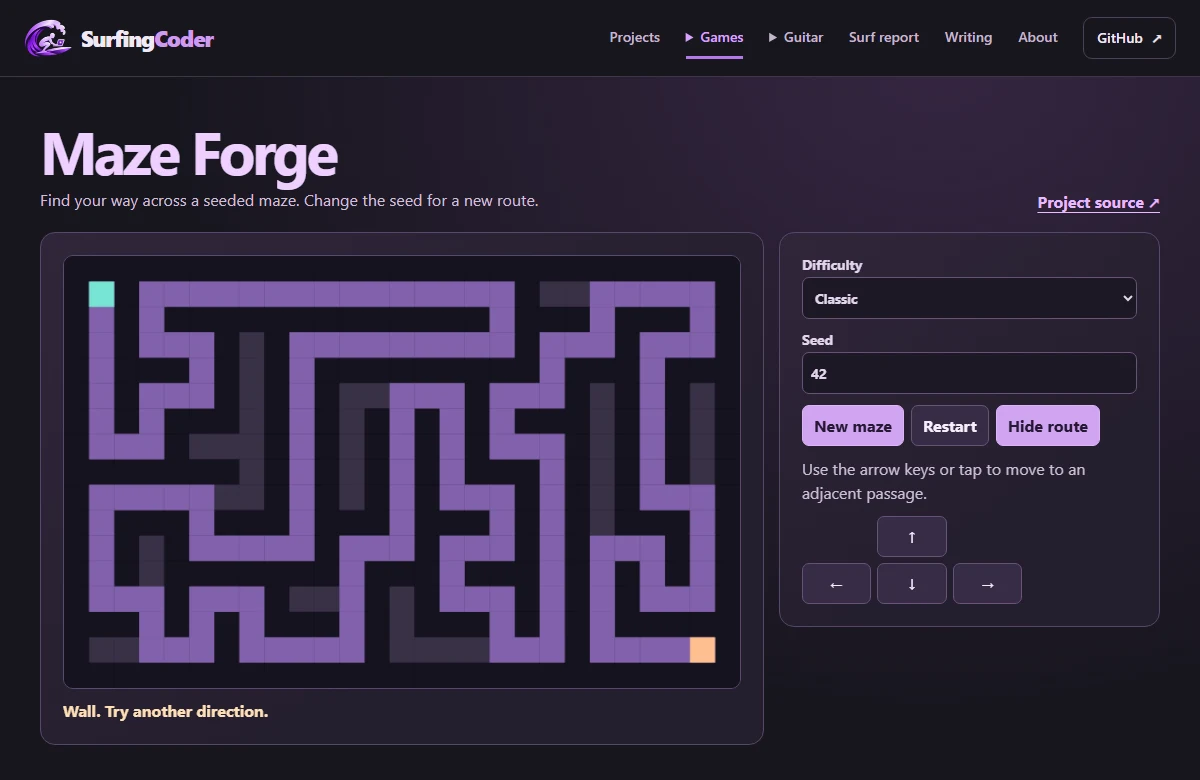 SurfingCoder
Projects ▶ Games ▶ Guitar Surf report Writing About GitHub ↗
Maze Forge
Find your way across a seeded maze. Change the seed for a new route.
Project source ↗
Difficulty
Classic
Seed
42
New maze Restart Hide route
Use the arrow keys or tap to move to an
adjacent passage.
↑
← ↓ →
Wall. Try another direction.